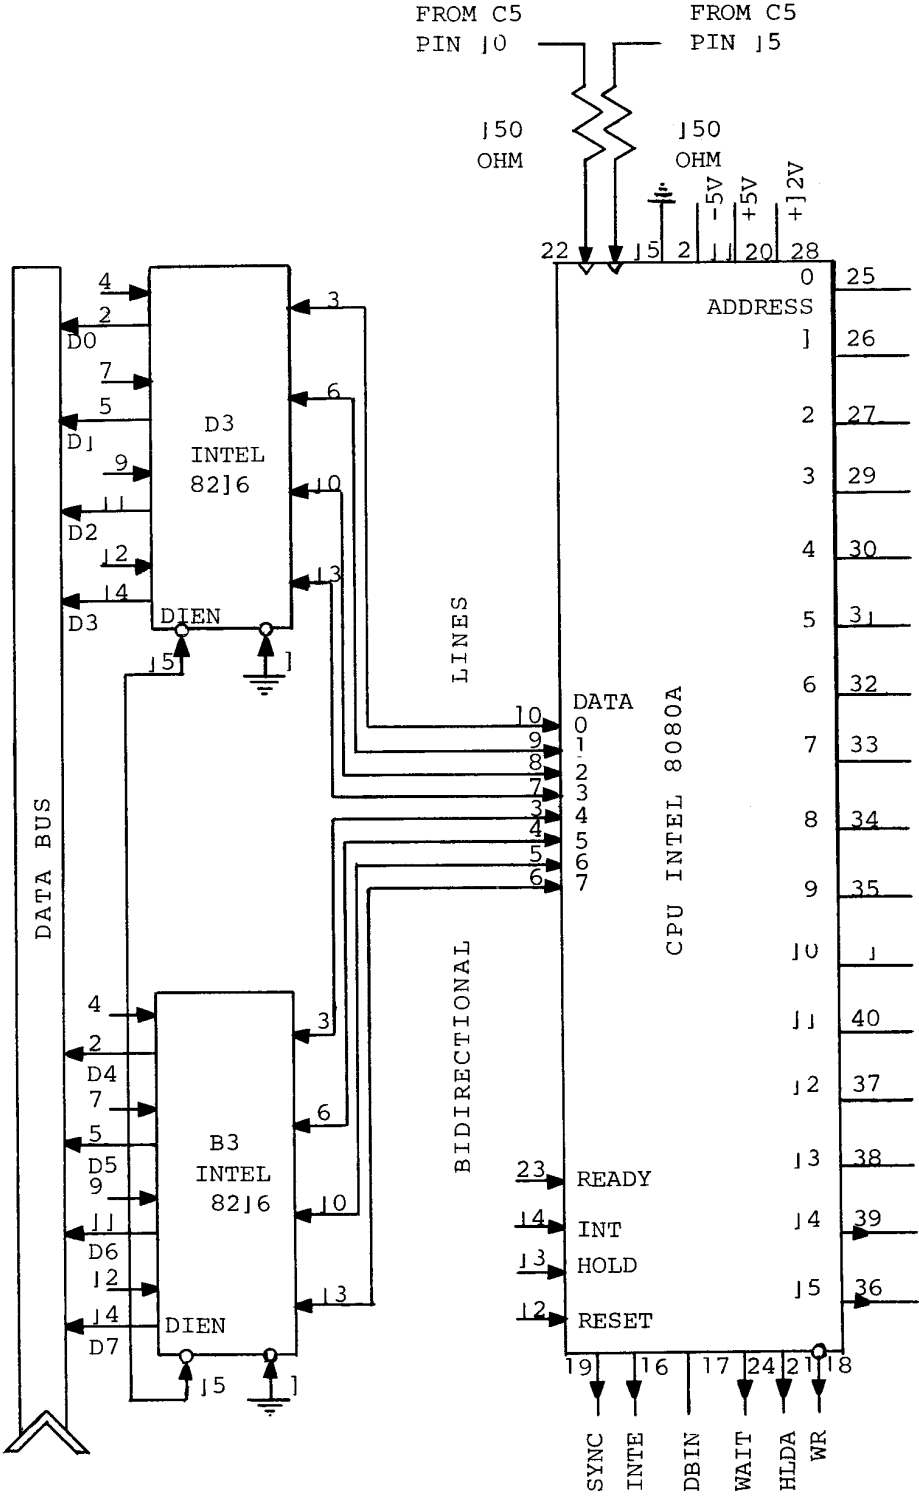 FROM C5
PIN 10
FROM C5
PIN 15
150
OHM
150
OHM
-5V
+5V
+12V
22
15
2
11
20
28
0
25
ADDRESS
1
26
2
27
3
29
4
30
5
31
6
32
7
33
8
34
9
35
10
1
11
40
12
37
13
38
14
39
15
36
4
2
D0
7
5
D1
9
11
D2
12
14
D3
D3
INTEL
8216
DIEN
15
1
3
6
10
13
LINES
BIDIRECTIONAL
DATA
10
0
9
1
8
2
7
3
3
4
4
5
5
6
6
7
CPU INTEL 8080A
DATA BUS
4
2
D4
7
5
D5
9
11
D6
12
14
D7
B3
INTEL
8216
DIEN
15
1
3
6
10
13
23
READY
14
INT
13
HOLD
12
RESET
19
16
17
24
21
18
SYNC
INTE
DBIN
WAIT
HLDA
WR